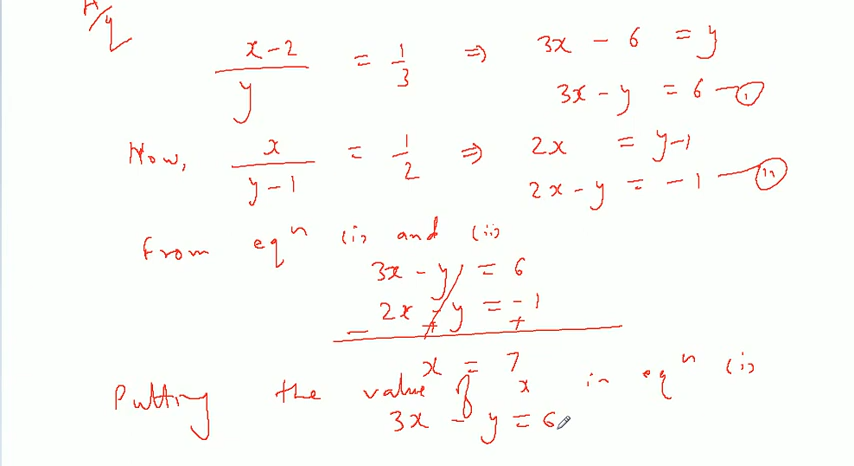 A/q
x-2 / y = 1/3 ⇒ 3x - 6 = y
3x - y = 6 —(i)
Now, x / y-1 = 1/2 ⇒ 2x = y-1
2x - y = -1 —(ii)
From eqⁿ (i) and (ii)
3x - y = 6
- 2x - y = -1
+ +
x = 7
Putting the value of x in eqⁿ (i)
3x - y = 6